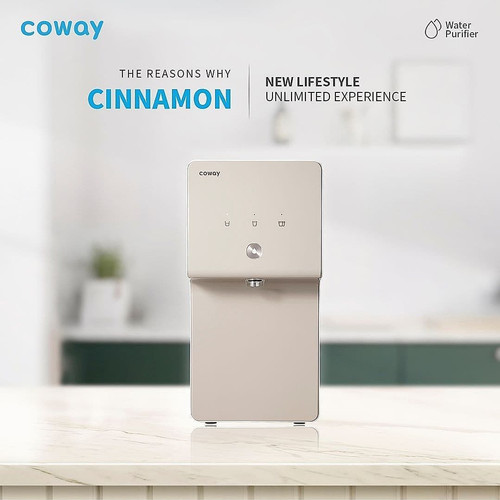 coway
Water
Purifier
THE REASONS WHY
CINNAMON
NEW LIFESTYLE
UNLIMITED EXPERIENCE
coway